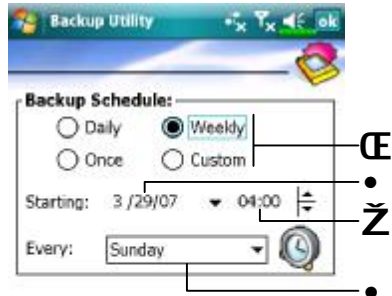 Backup Utility ok
Backup Schedule:
Daily Weekly
Once Custom
Œ
•
Starting: 3 /29/07 04:00
Ž
Every: Sunday
•